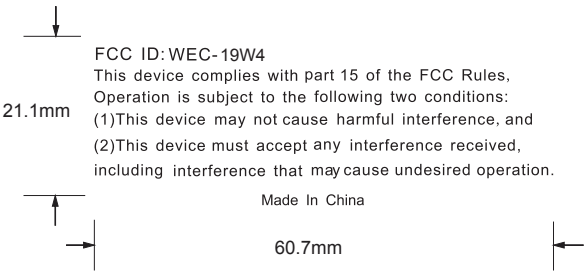 FCC ID: WEC-19W4
This device complies with part 15 of the FCC Rules,
Operation is subject to the following two conditions:
21.1mm
(1)This device may not cause harmful interference, and
(2)This device must accept any interference received,
including interference that may cause undesired operation.
Made In China
60.7mm